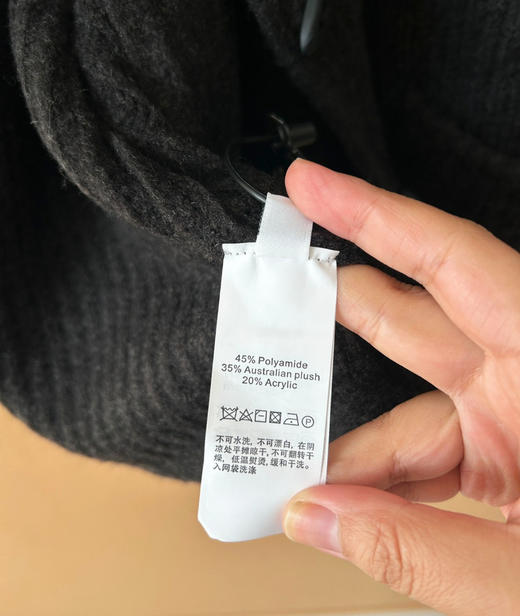 45% Polyamide
35% Australian plush
20% Acrylic
不可水洗，不可漂白，在阴
凉处平摊晾干，不可翻转干
燥，低温熨烫，缓和干洗。
入网袋洗涤